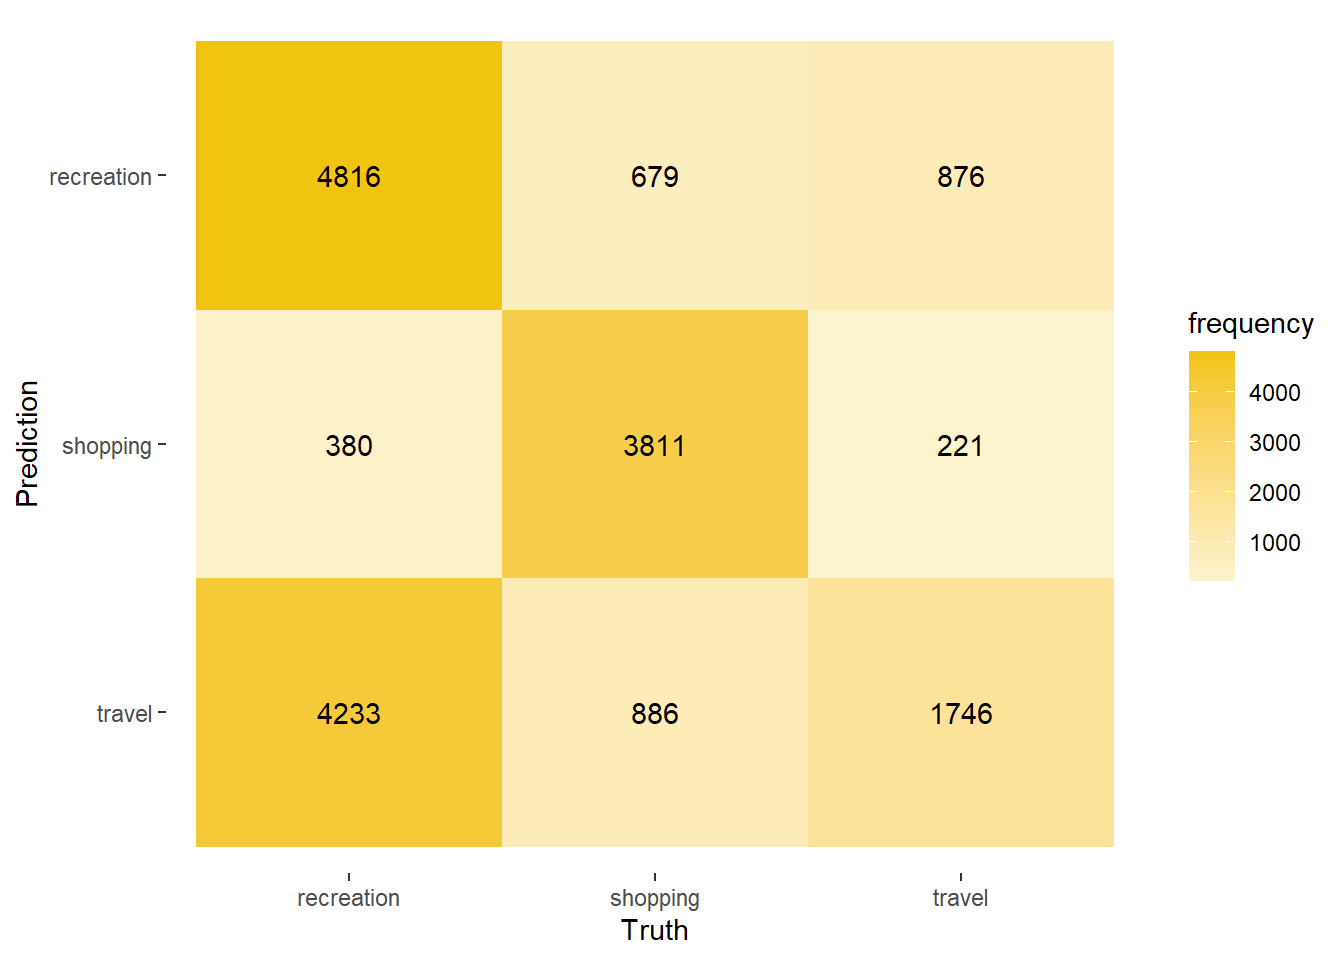 recreation
4816
679
876
shopping
380
3811
221
travel
4233
886
1746
recreation
shopping
travel
Truth
Prediction
frequency
4000
3000
2000
1000